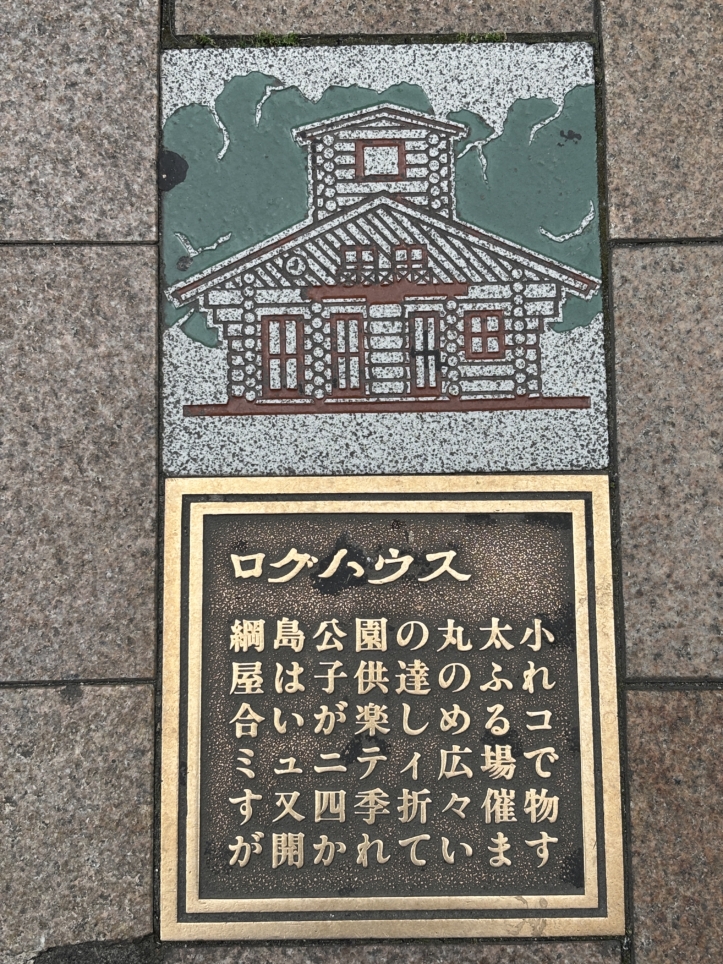 ログハウス
綱島公園の丸太小
屋は子供達のふれ
合いが楽しめるコ
ミュニティ広場で
す又四季折々催物
が開かれています